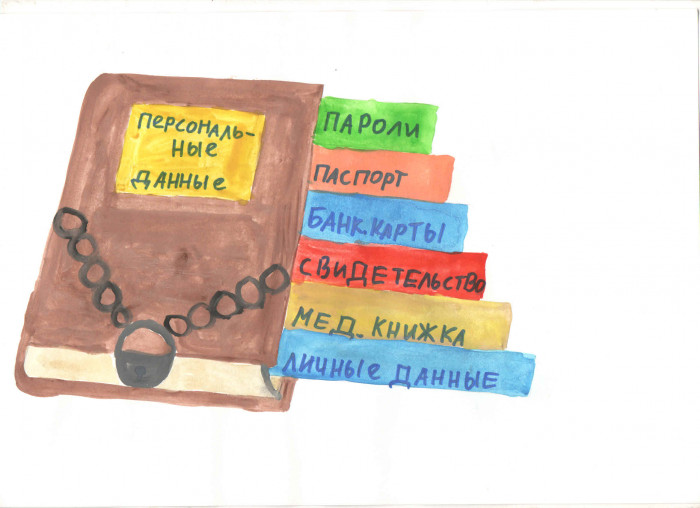 ПЕРСОНАЛЬ-
НЫЕ
ДАННЫЕ
ПАРОЛИ
ПАСПОРТ
БАНК.КАРТЫ
СВИДЕТЕЛЬСТВО
МЕД. КНИЖКА
ЛИЧНЫЕ ДАННЫЕ